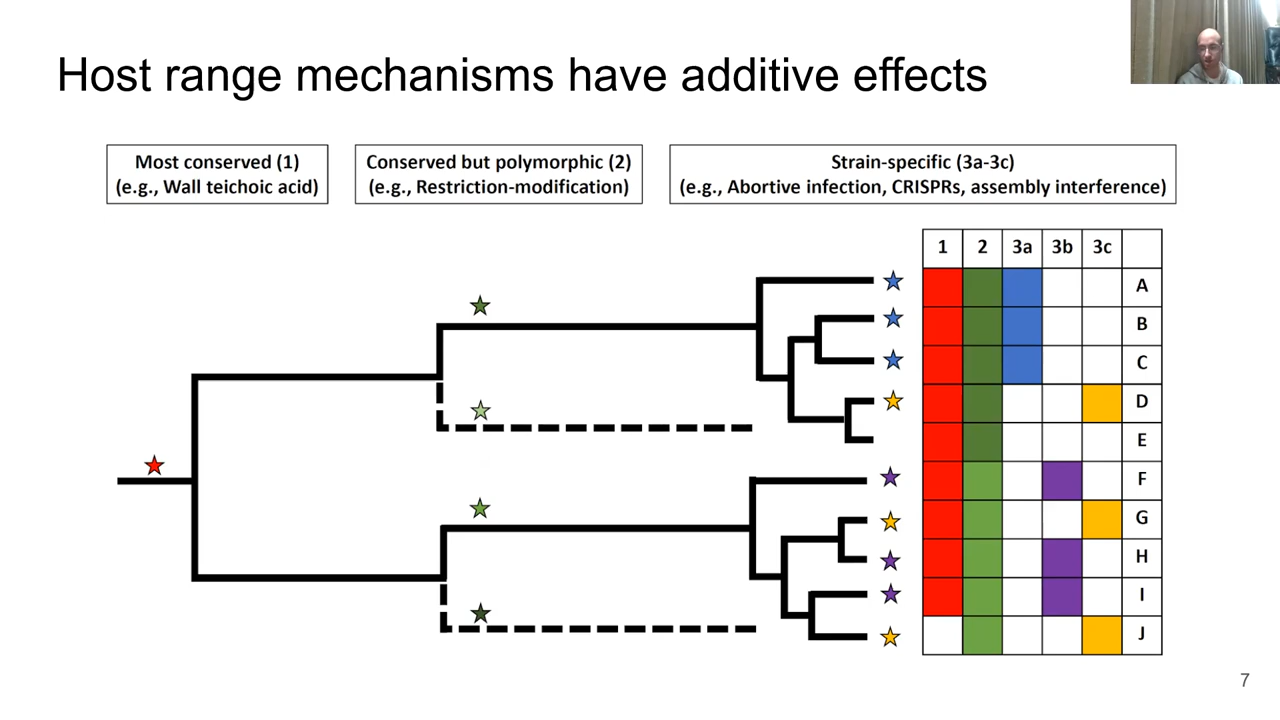 Host range mechanisms have additive effects
Most conserved (1)
(e.g., Wall teichoic acid)
Conserved but polymorphic (2)
(e.g., Restriction-modification)
Strain-specific (3a-3c)
(e.g., Abortive infection, CRISPRs, assembly interference)
1 2 3a 3b 3c
A
B
C
D
E
F
G
H
I
J
7